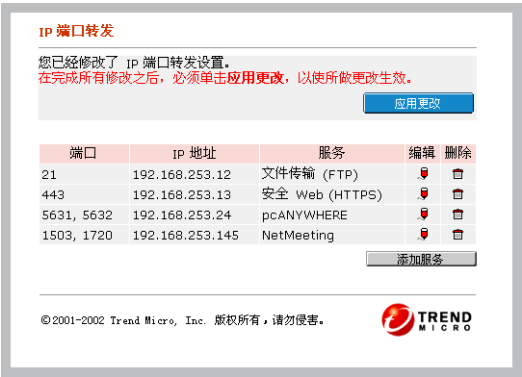 IP 端口转发
您已经修改了 IP 端口转发设置。
在完成所有修改之后，必须单击应用更改，以使所做更改生效。
应用更改
端口 IP 地址 服务 编辑 删除
21 192.168.253.12 文件传输 (FTP)
443 192.168.253.13 安全 Web (HTTPS)
5631, 5632 192.168.253.24 pcANYWHERE
1503, 1720 192.168.253.145 NetMeeting
添加服务
©2001-2002 Trend Micro, Inc. 版权所有，请勿侵害。
TREND
MICRO